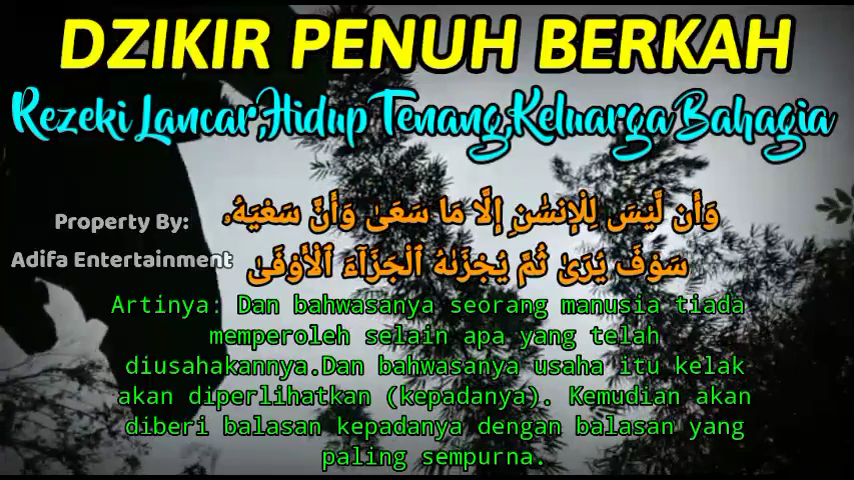 DZIKIR PENUH BERKAH
Rezeki Lancar,Hidup Tenang,Keluarga Bahagia
Property By:
Adifa Entertainment
وَأَن لَّيْسَ لِلْإِنسَٰنِ إِلَّا مَا سَعَىٰ وَأَنَّ سَعْيَهُۥ
سَوْفَ يُرَىٰ ثُمَّ يُجْزَىٰهُ ٱلْجَزَآءَ ٱلْأَوْفَىٰ
Artinya: Dan bahwasanya seorang manusia tiada
memperoleh selain apa yang telah
diusahakannya.Dan bahwasanya usaha itu kelak
akan diperlihatkan (kepadanya). Kemudian akan
diberi balasan kepadanya dengan balasan yang
paling sempurna.